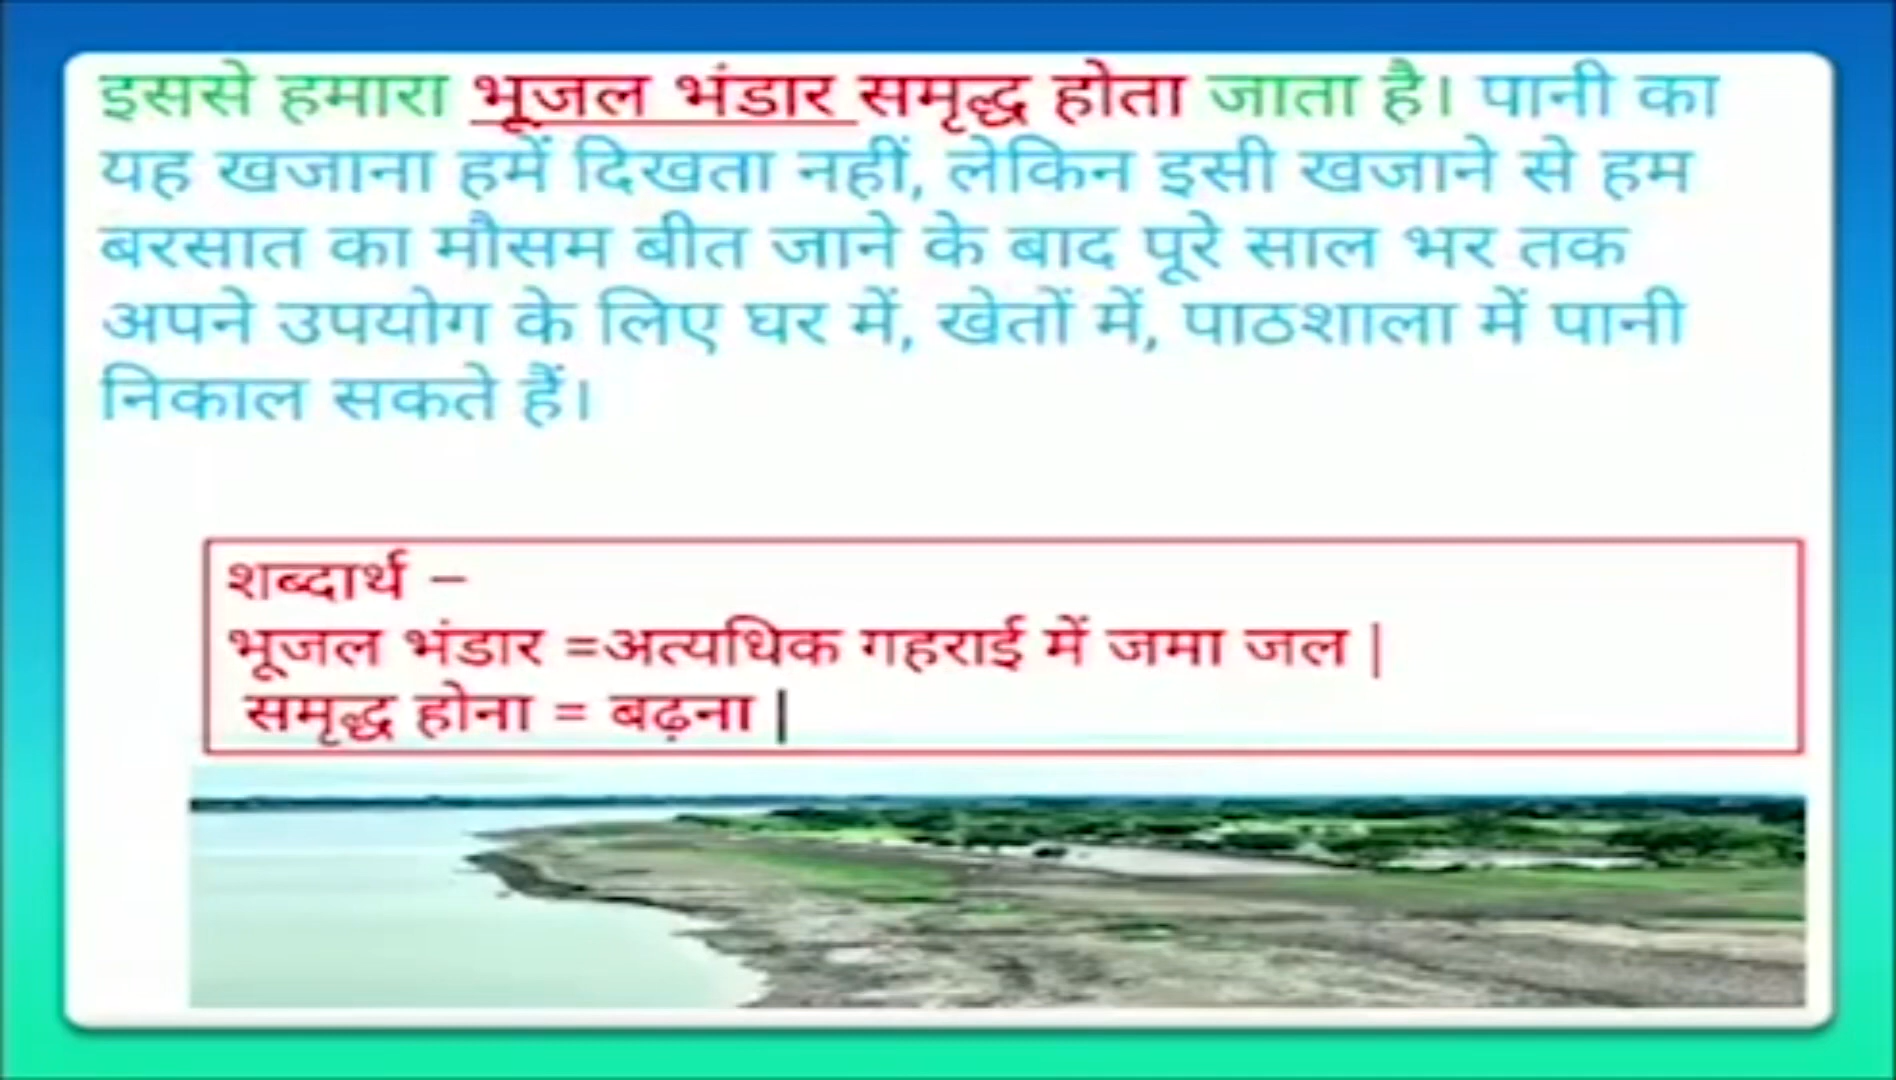 इससे हमारा भूजल भंडार समृद्ध होता जाता है। पानी का
यह खजाना हमें दिखता नहीं, लेकिन इसी खजाने से हम
बरसात का मौसम बीत जाने के बाद पूरे साल भर तक
अपने उपयोग के लिए घर में, खेतों में, पाठशाला में पानी
निकाल सकते हैं।
शब्दार्थ –
भूजल भंडार =अत्यधिक गहराई में जमा जल |
समृद्ध होना = बढ़ना |